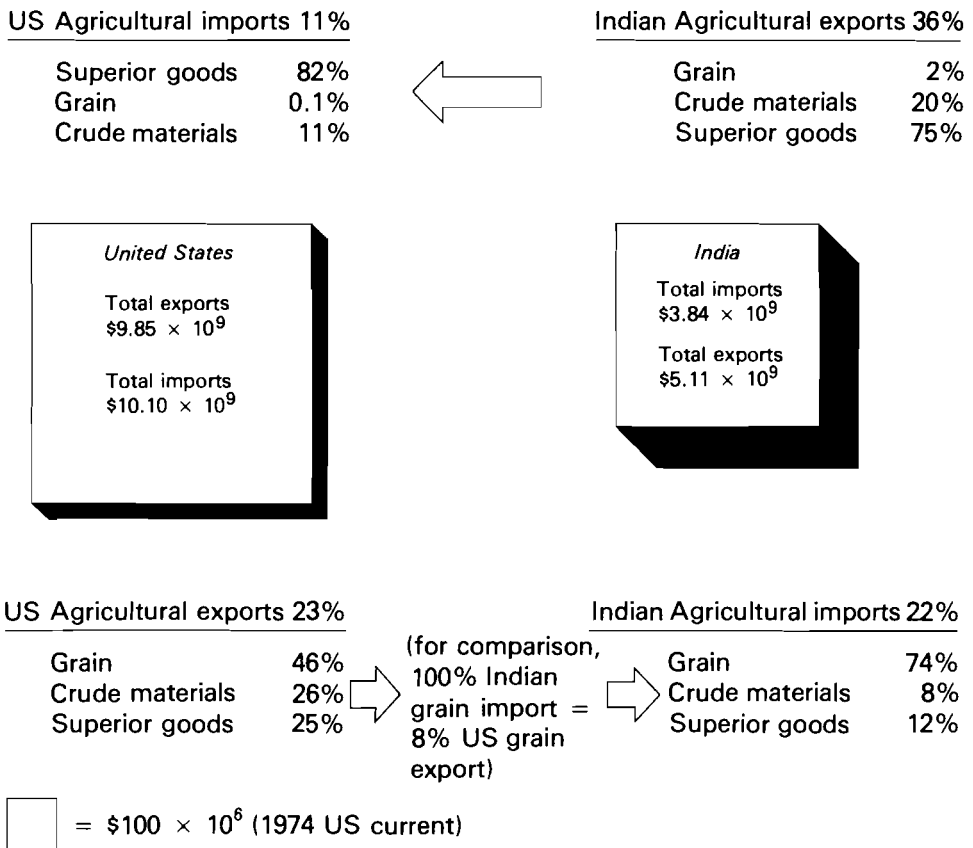 US Agricultural imports 11%
Superior goods 82%
Grain 0.1%
Crude materials 11%
Indian Agricultural exports 36%
Grain 2%
Crude materials 20%
Superior goods 75%
United States
Total exports
$9.85 × 10⁹
Total imports
$10.10 × 10⁹
India
Total imports
$3.84 × 10⁹
Total exports
$5.11 × 10⁹
US Agricultural exports 23%
Grain 46%
Crude materials 26%
Superior goods 25%
(for comparison,
100% Indian
grain import =
8% US grain
export)
Indian Agricultural imports 22%
Grain 74%
Crude materials 8%
Superior goods 12%
= $100 × 10⁶ (1974 US current)